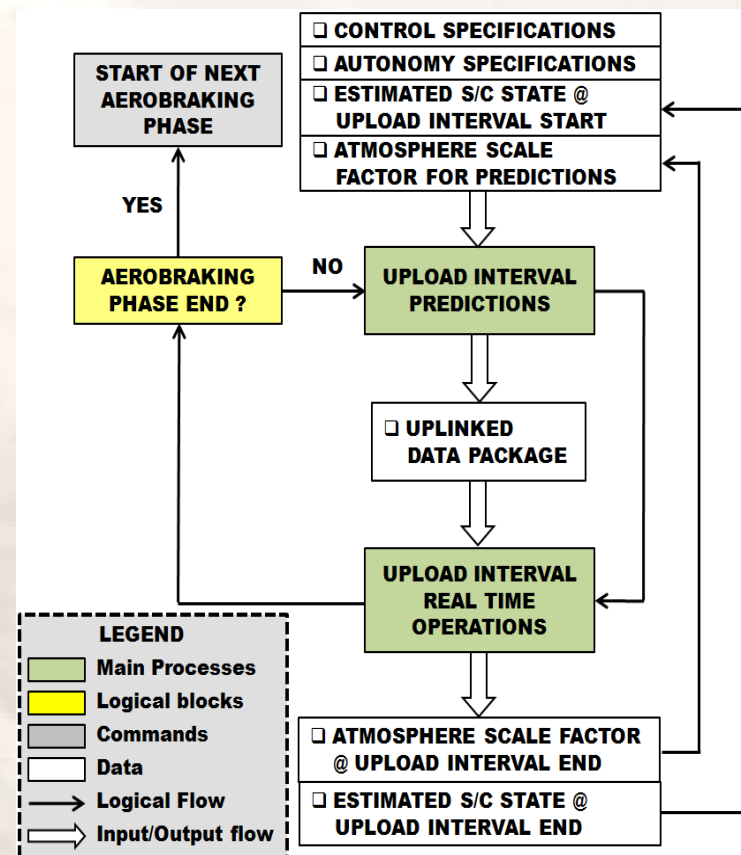 ❑ CONTROL SPECIFICATIONS
❑ AUTONOMY SPECIFICATIONS
❑ ESTIMATED S/C STATE @
UPLOAD INTERVAL START
❑ ATMOSPHERE SCALE
FACTOR FOR PREDICTIONS
START OF NEXT
AEROBRAKING
PHASE
YES
AEROBRAKING
PHASE END ?
NO
UPLOAD INTERVAL
PREDICTIONS
❑ UPLINKED
DATA PACKAGE
UPLOAD INTERVAL
REAL TIME
OPERATIONS
❑ ATMOSPHERE SCALE FACTOR
@ UPLOAD INTERVAL END
❑ ESTIMATED S/C STATE @
UPLOAD INTERVAL END
LEGEND
Main Processes
Logical blocks
Commands
Data
Logical Flow
Input/Output flow